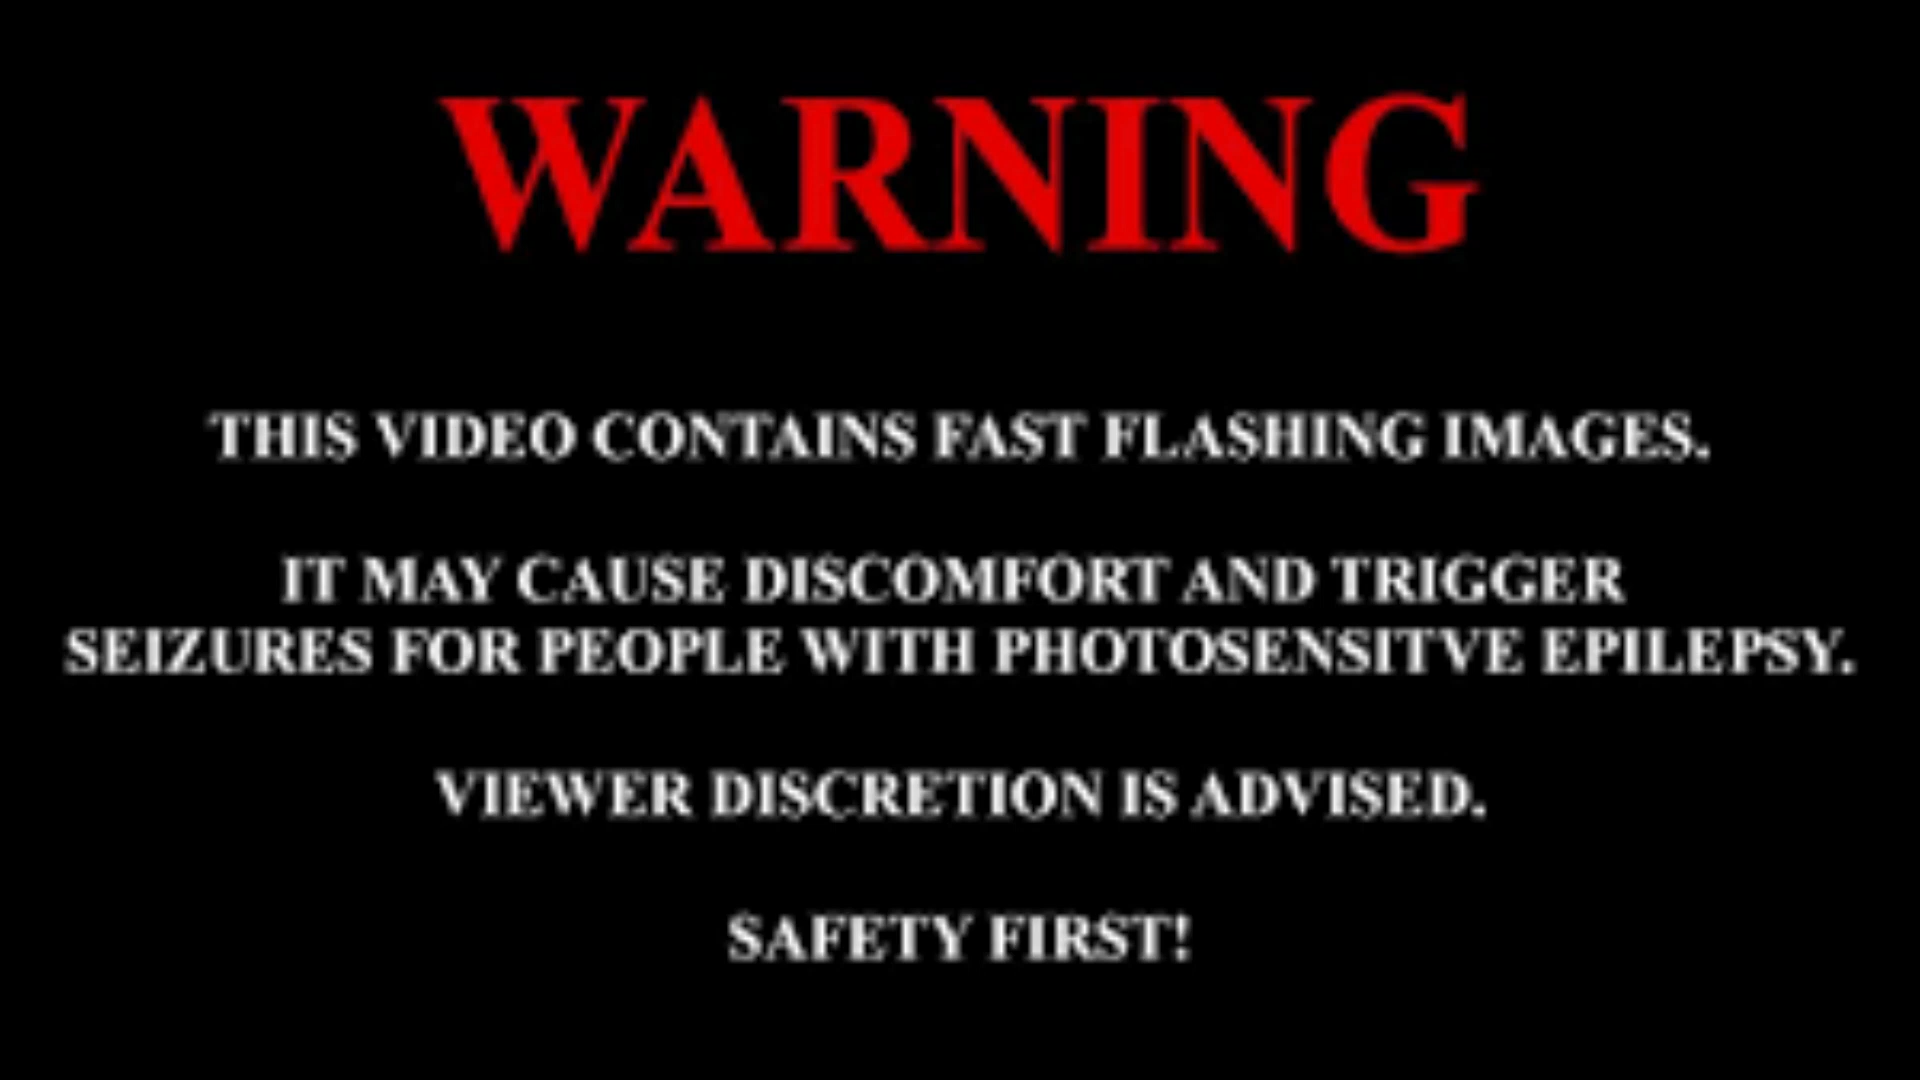 WARNING
THIS VIDEO CONTAINS FAST FLASHING IMAGES.
IT MAY CAUSE DISCOMFORT AND TRIGGER
SEIZURES FOR PEOPLE WITH PHOTOSENSITVE EPILEPSY.
VIEWER DISCRETION IS ADVISED.
SAFETY FIRST!